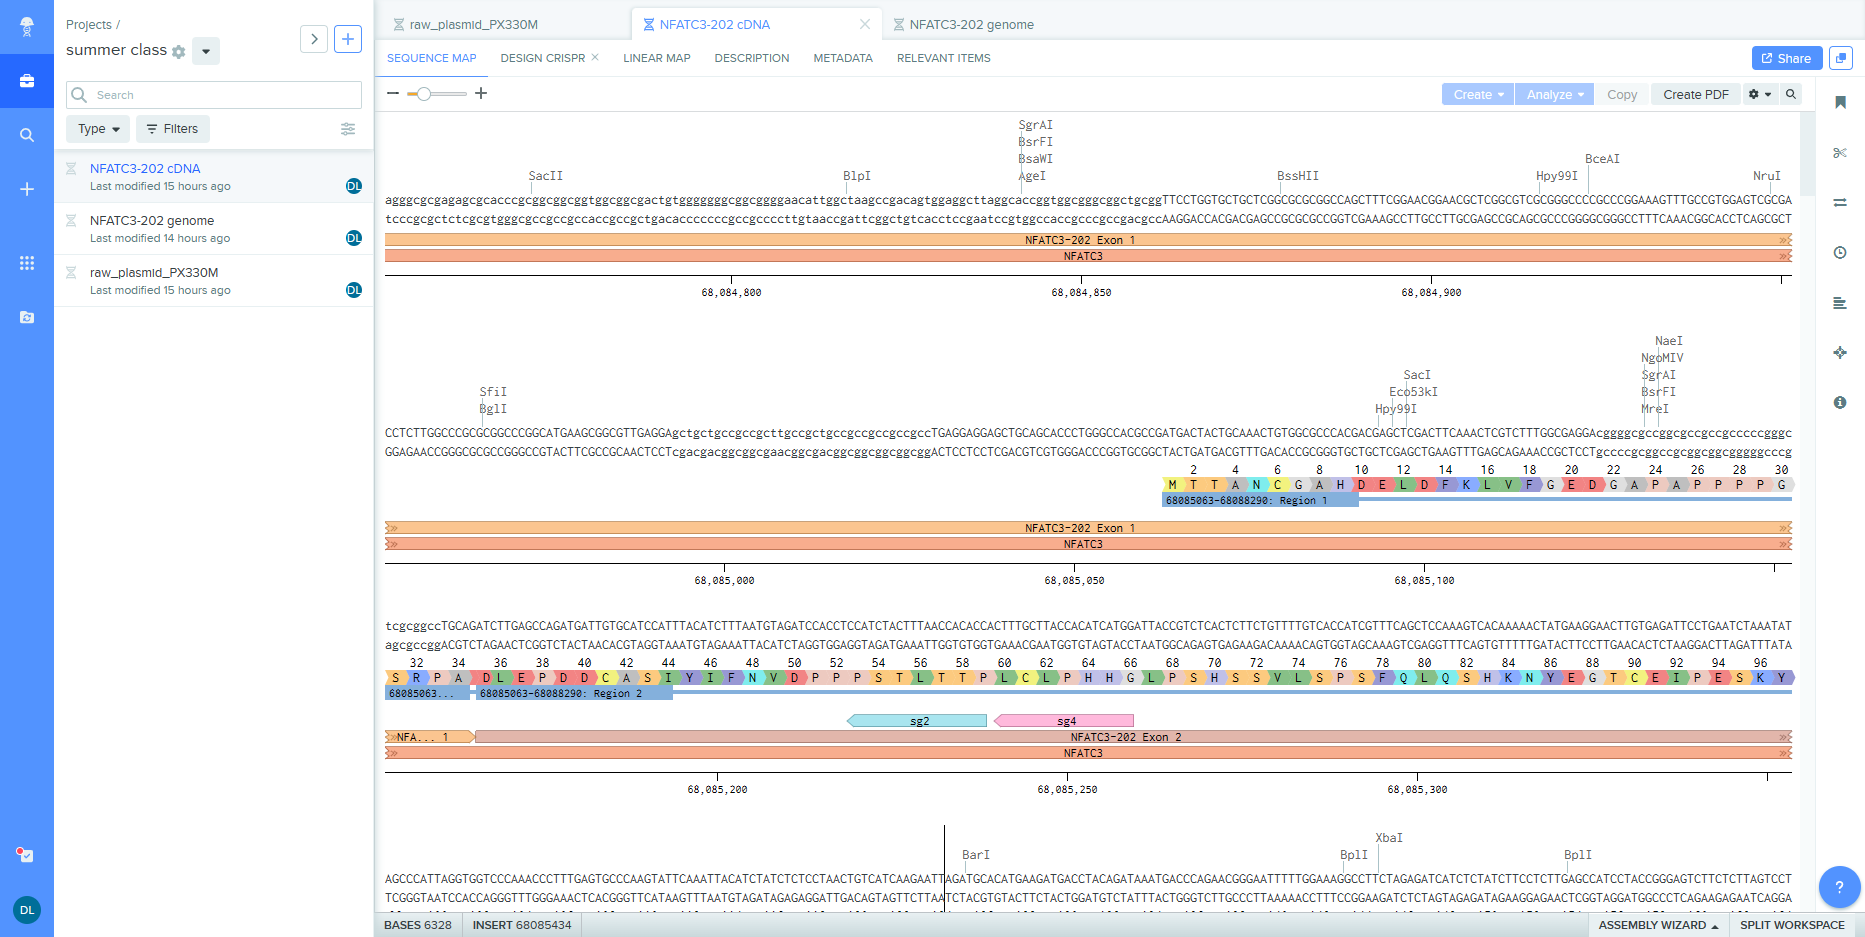 Projects /
summer class
Search
Type
Filters
NFATC3-202 cDNA
Last modified 15 hours ago
DL
NFATC3-202 genome
Last modified 14 hours ago
DL
raw_plasmid_PX330M
Last modified 15 hours ago
DL
DL
raw_plasmid_PX330M
NFATC3-202 cDNA
NFATC3-202 genome
SEQUENCE MAP
DESIGN CRISPR
LINEAR MAP
DESCRIPTION
METADATA
RELEVANT ITEMS
Share
Create
Analyze
Copy
Create PDF
SgrAI
BsrFI
BsaWI
BceAI
SacII
BlpI
AgeI
BssHII
Hpy99I
NruI
NFATC3-202 Exon 1
NFATC3
68,084,800
68,084,850
68,084,900
NaeI
NgoMIV
SacI
SgrAI
SfiI
Eco53kI
BsrFI
BglI
Hpy99I
MreI
CCTCTTGGCCCGCGCGGCCCGGCATGAAGCGGCGTTGAGGAgctgctgccgccgcttgccgctgccgccgccgccgccTGAGGAGGAGCTGCAGCACCCTGGGCCACGCCGATGACTACTGCAAACTGTGGCGCCCACGACGAGCTCGACTTCAAACTCGTCTTTGGCGAGGACggggcgccggcgccgccgccgcccccgggc
GGAGAACCGGGCGCGCCGGGCCGTACTTCGCCGCAACTCCTcgacgacggcggcgaacggcgacggcggcggcggcggACTCCTCCTCGACGTCGTGGGACCCGGTGCGGCTACTGATGACGTTTGACACCGCGGGTGCTGCTCGAGCTGAAGTTTGAGCAGAAACCGCTCCTGccccgcggccgcggcggcggcgggggcccg
2 4 6 8 10 12 14 16 18 20 22 24 26 28 30
M T T A N C G A H D E L D F K L V F G E D G A P A P P P P G
68085063-68088290: Region 1
NFATC3-202 Exon 1
NFATC3
68,085,000
68,085,050
68,085,100
tcgcggccTGCAGATCTTGAGCCAGATGATTGTGCATCCATTTACATCTTTAATGTAGATCCACCTCCATCTACTTTAACCACACCACTTTGCTTACCACATCATGGATTACCGTCTCACTCTTCTGTTTTGTCACCATCGTTTCAGCTCCAAAGTCACAAAAACTATGAAGGAACTTGTGAGATTCCTGAATCTAAATAT
agcgccggACGTCTAGAACTCGGTCTACTAACACGTAGGTAAATGTAGAAATTACATCTAGGTGGAGGTAGATGAAATTGGTGTGGTGAAACGAATGGTGTAGTACCTAATGGCAGAGTGAGAAGACAAAACAGTGGTAGCAAAGTCGAGGTTTCAGTGTTTTTGATACTTCCTTGAACACTCTAAGGACTTAGATTTATA
32 34 36 38 40 42 44 46 48 50 52 54 56 58 60 62 64 66 68 70 72 74 76 78 80 82 84 86 88 90 92 94 96
S R P A D L E P D D C A S I Y I F N V D P P P S T L T T P L C L P H H G L P S H S S V L S P S F Q L Q S H K N Y E G T C E I P E S K Y
68085063...
68085063-68088290: Region 2
sg2
sg4
NFA... 1
NFATC3-202 Exon 2
NFATC3
68,085,200
68,085,250
68,085,300
XbaI
BarI
BplI
BplI
AGCCCATTAGGTGGTCCCAAACCCTTTGAGTGCCCAAGTATTCAAATTACATCTATCTCTCCTAACTGTCATCAAGAATTAGATGCACATGAAGATGACCTACAGATAAATGACCCAGAACGGGAATTTTTGGAAAGGCCTTCTAGAGATCATCTCTATCTTCCTCTTGAGCCATCCTACCGGGAGTCTTCTCTTAGTCCT
BASES 6328
INSERT 68085434
ASSEMBLY WIZARD
SPLIT WORKSPACE
?